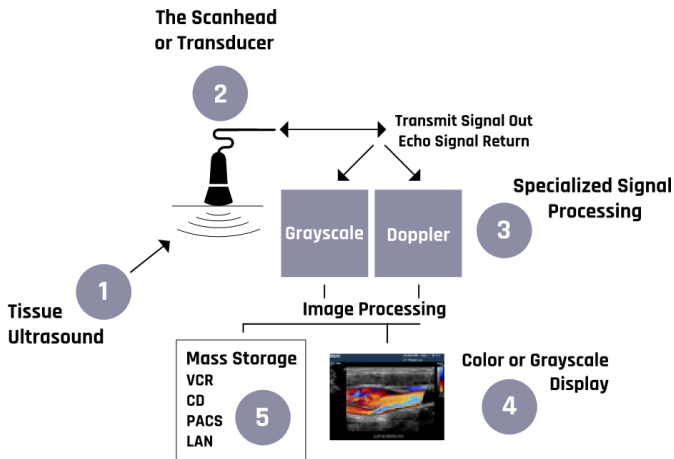 The Scanhead
or Transducer
2
Transmit Signal Out
Echo Signal Return
Specialized Signal
Processing
3
Grayscale
Doppler
1
Tissue
Ultrasound
Image Processing
Mass Storage
VCR
CD
PACS
LAN
5
Color or Grayscale
Display
4